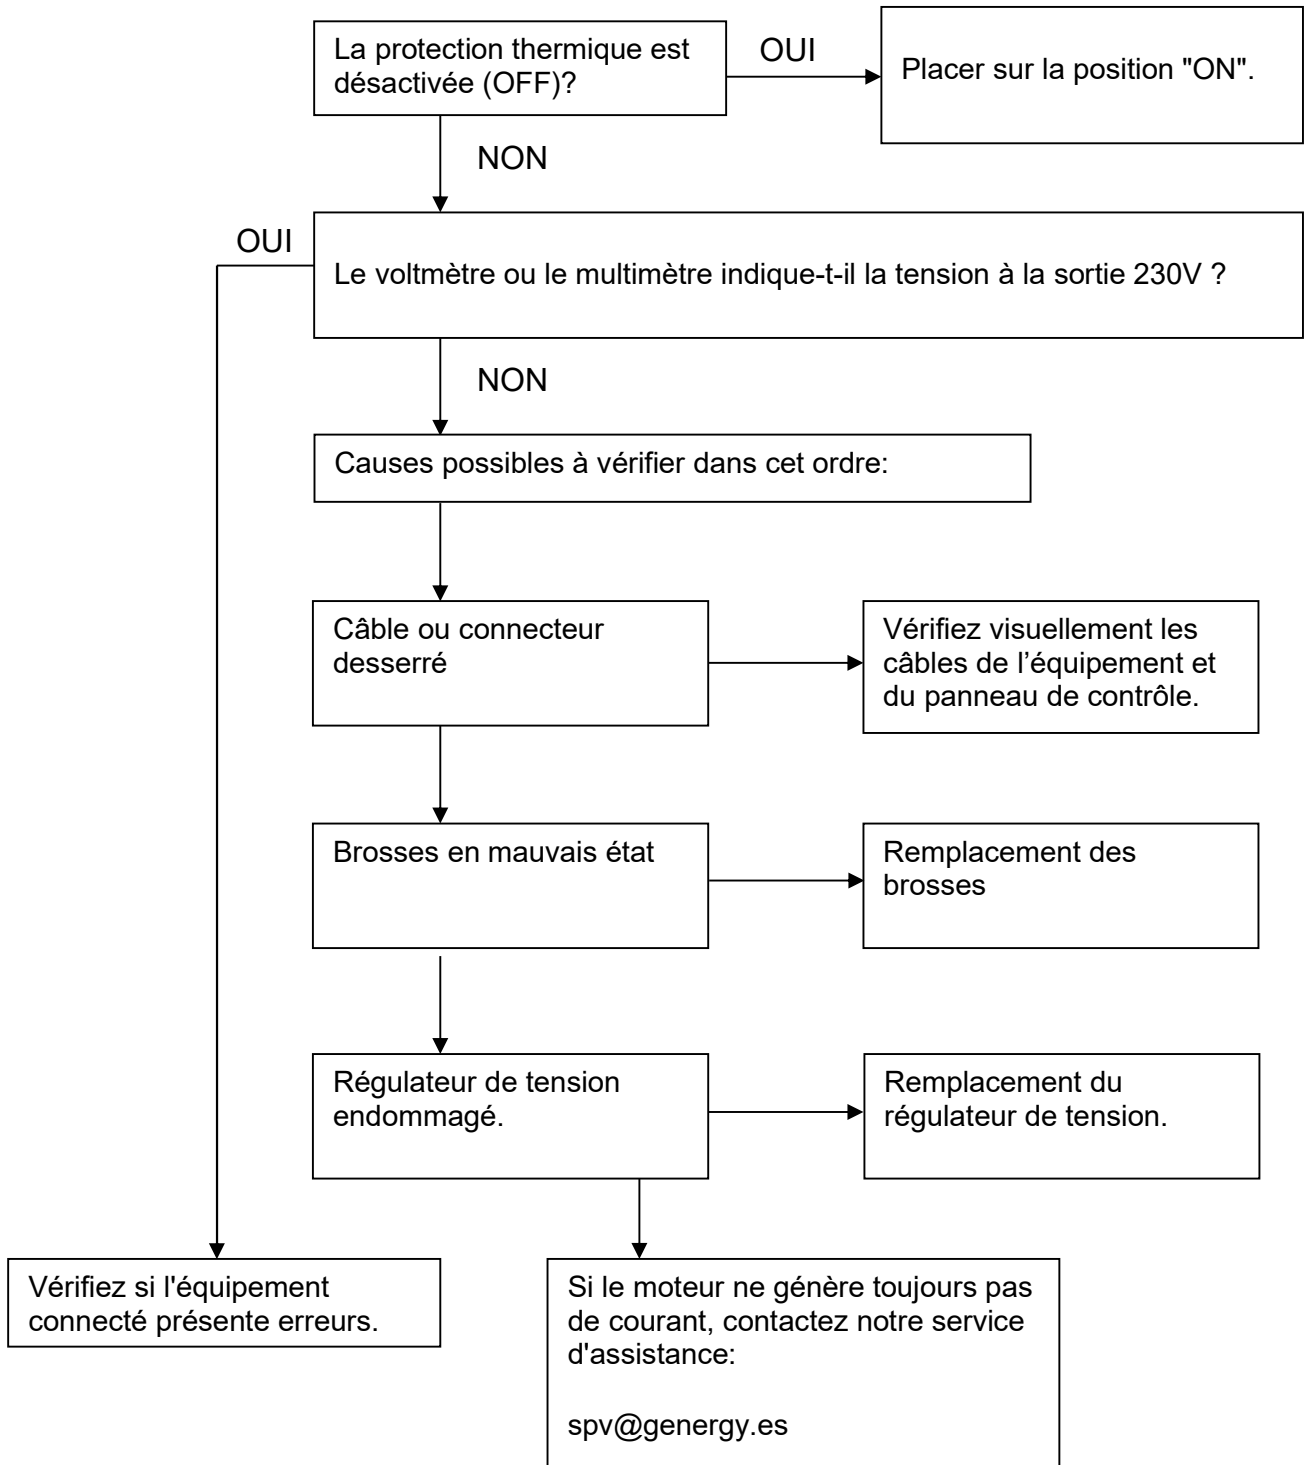 La protection thermique est
désactivée (OFF)?
OUI
Placer sur la position "ON".
NON
OUI
Le voltmètre ou le multimètre indique-t-il la tension à la sortie 230V ?
NON
Causes possibles à vérifier dans cet ordre:
Câble ou connecteur
desserré
Vérifiez visuellement les
câbles de l’équipement et
du panneau de contrôle.
Brosses en mauvais état
Remplacement des
brosses
Régulateur de tension
endommagé.
Remplacement du
régulateur de tension.
Vérifiez si l'équipement
connecté présente erreurs.
Si le moteur ne génère toujours pas
de courant, contactez notre service
d'assistance:
spv@genergy.es